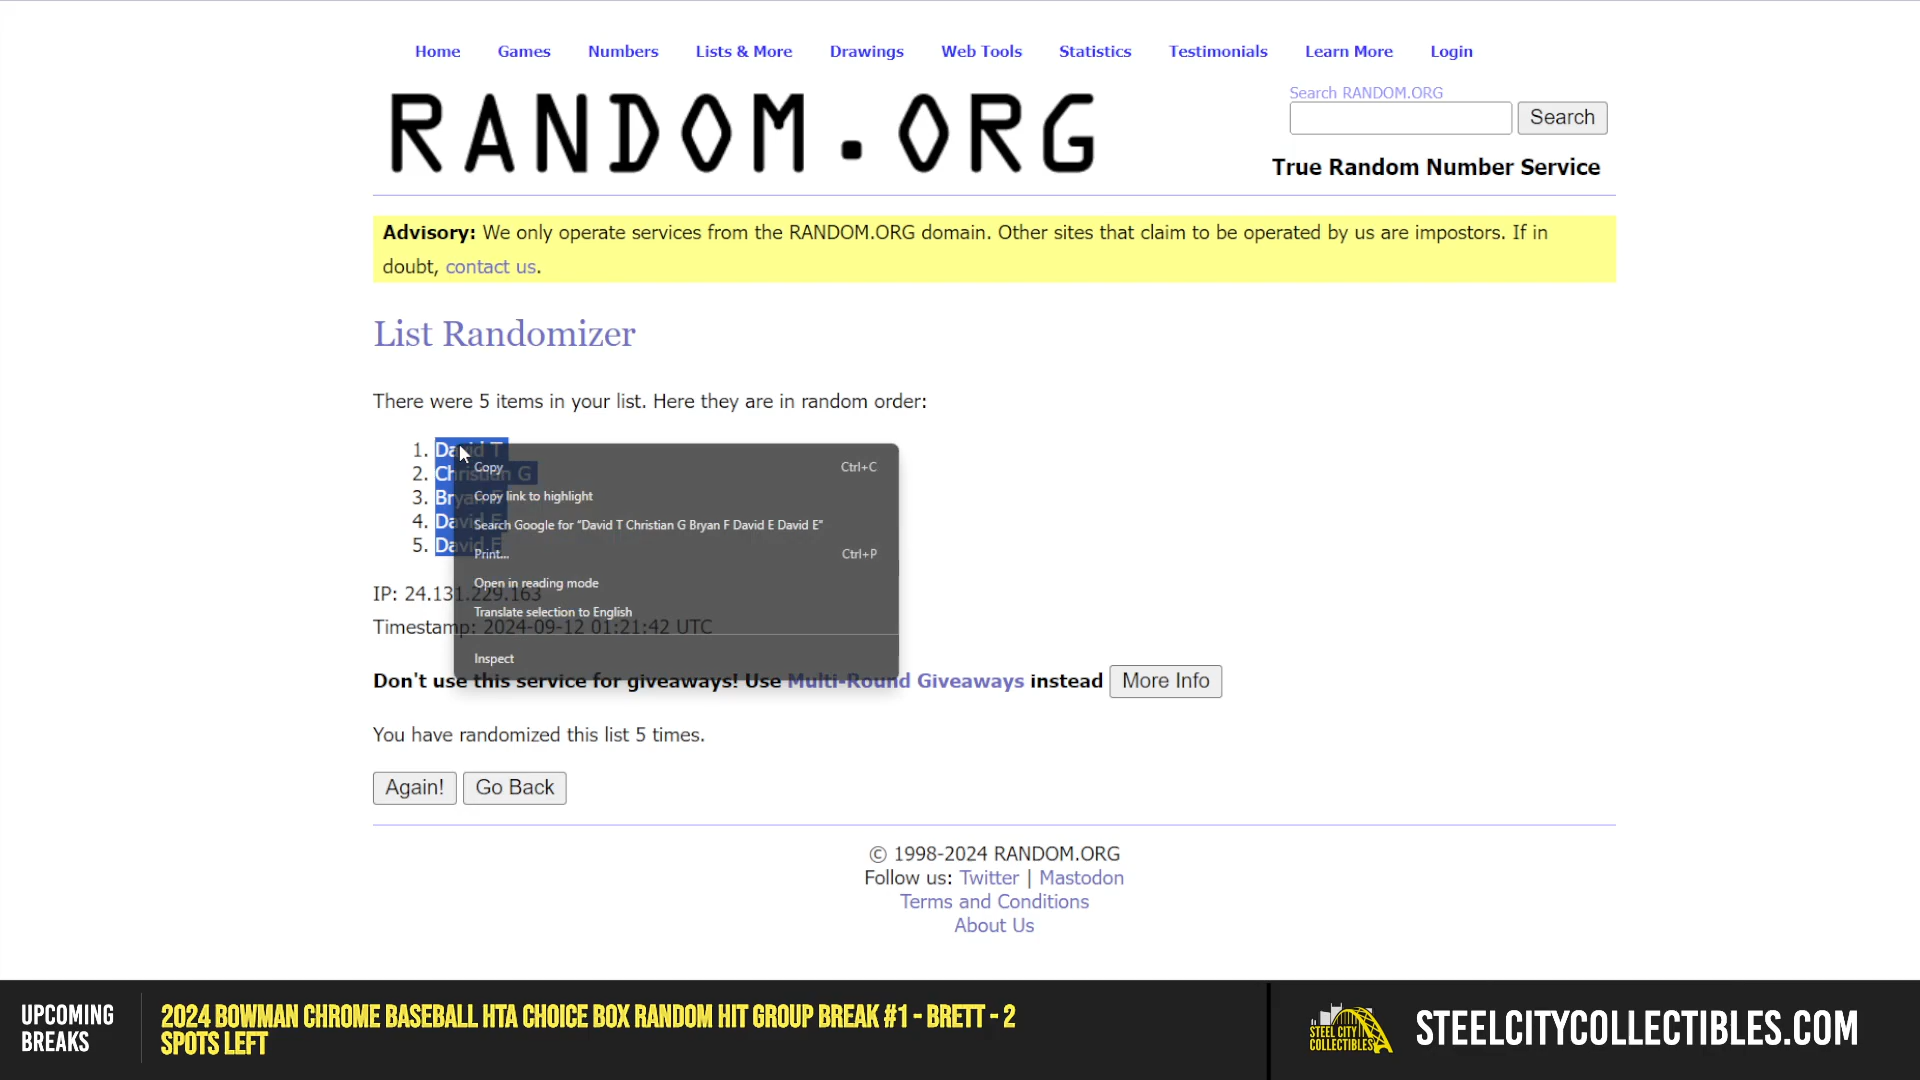 Home Games Numbers Lists & More Drawings Web Tools Statistics Testimonials Learn More Login
RANDOM.ORG
Search RANDOM.ORG
Search
True Random Number Service
Advisory: We only operate services from the RANDOM.ORG domain. Other sites that claim to be operated by us are impostors. If in
doubt, contact us.
List Randomizer
There were 5 items in your list. Here they are in random order:
1. David T
2. Christian G
3. Bryan F
4. David E
5. David E
Copy Ctrl+C
Copy link to highlight
Search Google for “David T Christian G Bryan F David E David E”
Print... Ctrl+P
Open in reading mode
Translate selection to English
Inspect
IP: 24.131.229.163
Timestamp: 2024-09-12 01:21:42 UTC
Don't use this service for giveaways! Use Multi-Round Giveaways instead More Info
You have randomized this list 5 times.
Again! Go Back
© 1998-2024 RANDOM.ORG
Follow us: Twitter | Mastodon
Terms and Conditions
About Us
UPCOMING
BREAKS
2024 BOWMAN CHROME BASEBALL HTA CHOICE BOX RANDOM HIT GROUP BREAK #1 - BRETT - 2
SPOTS LEFT
STEEL CITY
COLLECTIBLES
STEELCITYCOLLECTIBLES.COM